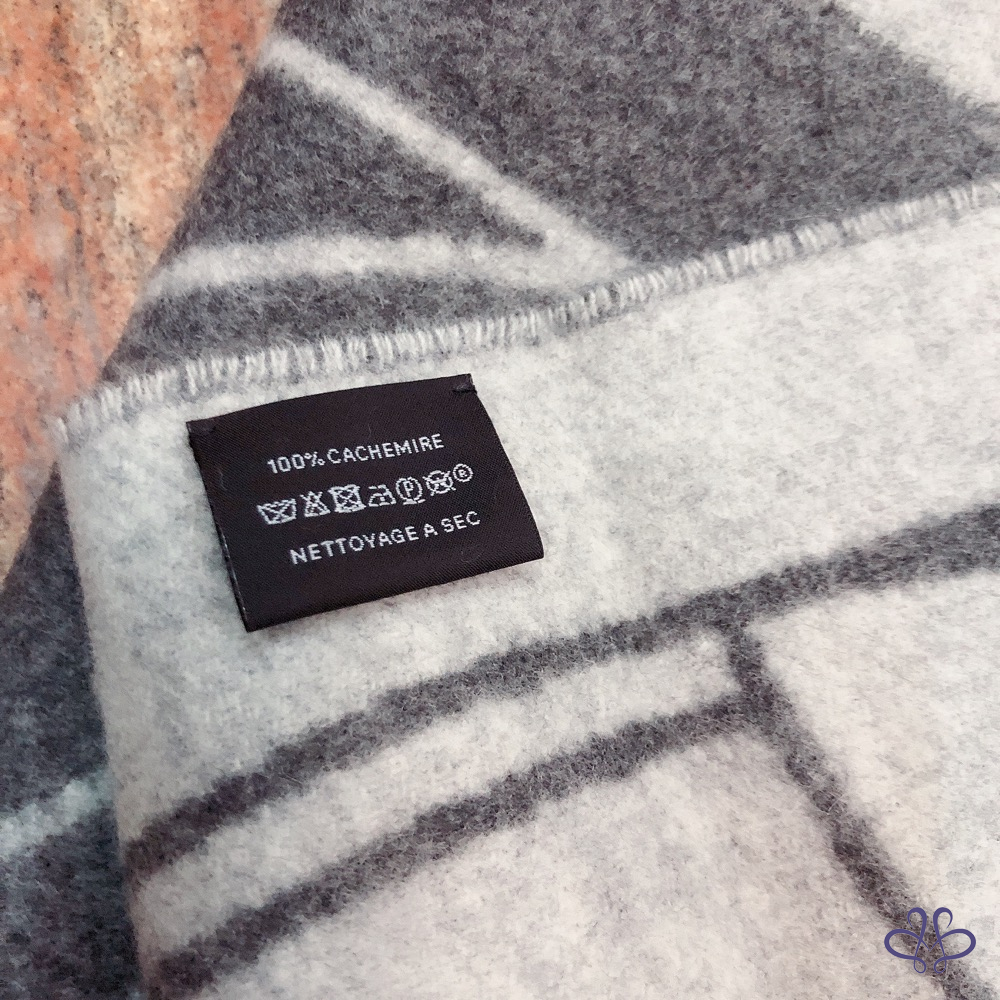 100% CACHEMIRE
P ®
NETTOYAGE A SEC